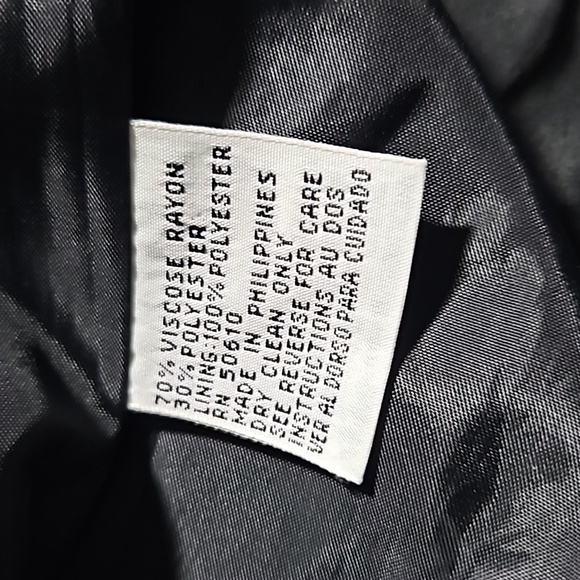 70% VISCOSE RAYON
30% POLYESTER
LINING:100% POLYESTER
RN 50610
MADE IN PHILIPPINES
DRY CLEAN ONLY
SEE REVERSE FOR CARE
INSTRUCTIONS AU DOS
VER AL DORSO PARA CUIDADO